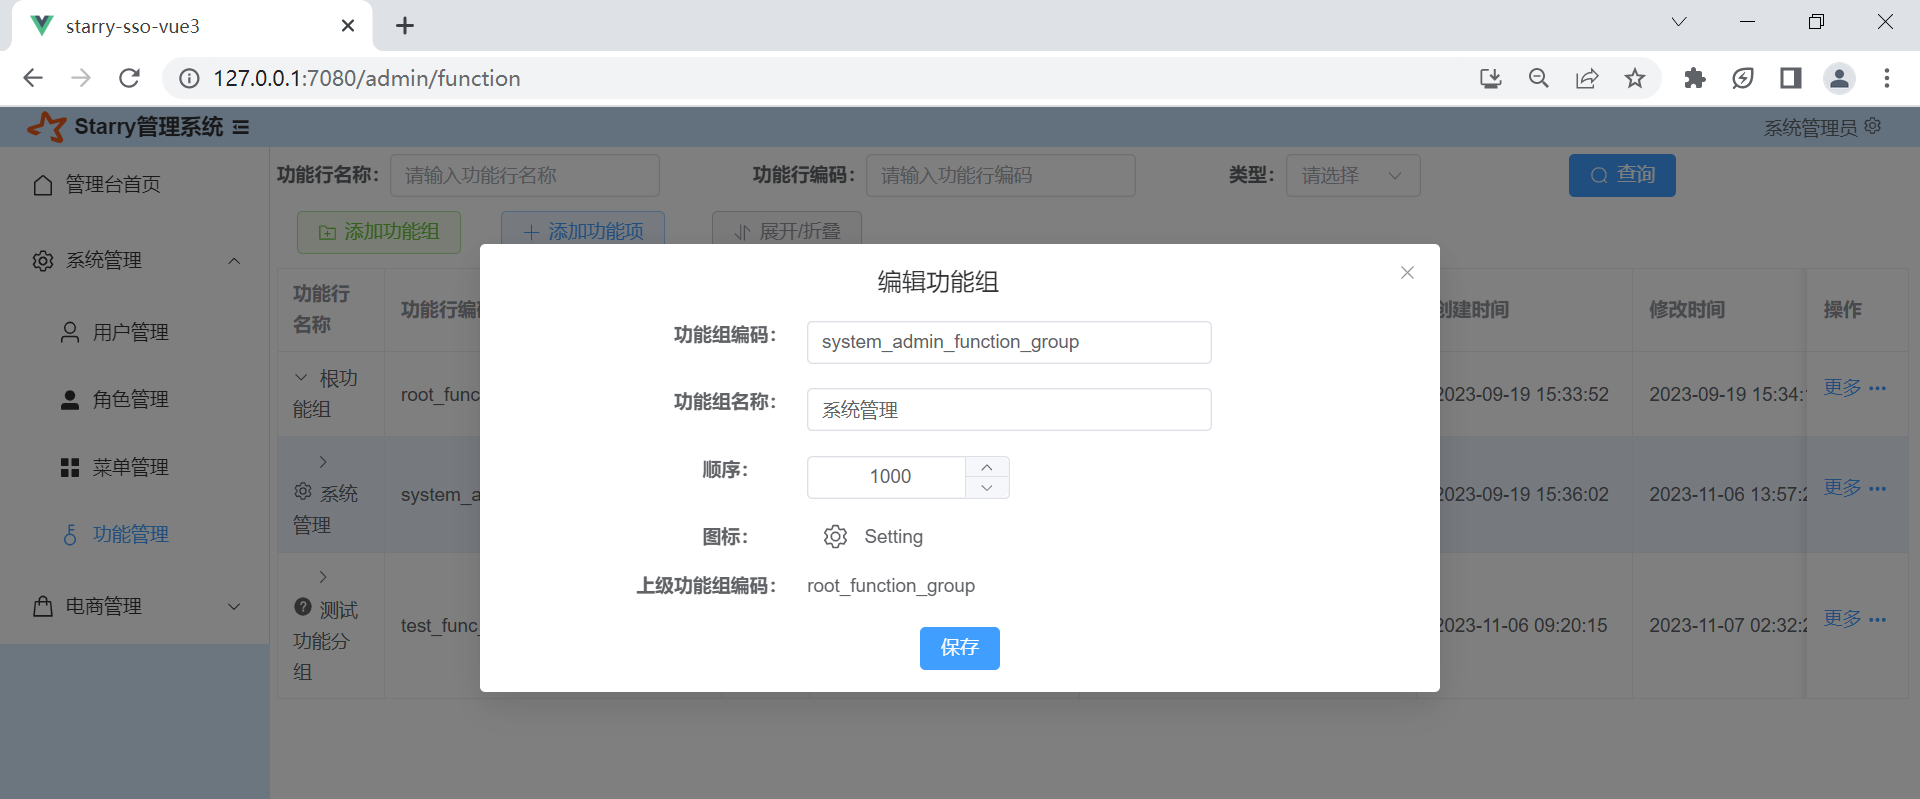 starry-sso-vue3
127.0.0.1:7080/admin/function
Starry管理系统
系统管理员
管理台首页
系统管理
用户管理
角色管理
菜单管理
功能管理
电商管理
功能行名称： 请输入功能行名称 功能行编码： 请输入功能行编码 类型： 请选择 查询
添加功能组 添加功能项 展开/折叠
功能行
名称
功能行编
创建时间 修改时间 操作
根功
能组
root_func
2023-09-19 15:33:52 2023-09-19 15:34: 更多
系统
管理
system_a
2023-09-19 15:36:02 2023-11-06 13:57:2 更多
测试
功能分
组
test_func_
2023-11-06 09:20:15 2023-11-07 02:32:2 更多
编辑功能组
功能组编码： system_admin_function_group
功能组名称： 系统管理
顺序： 1000
图标： Setting
上级功能组编码： root_function_group
保存